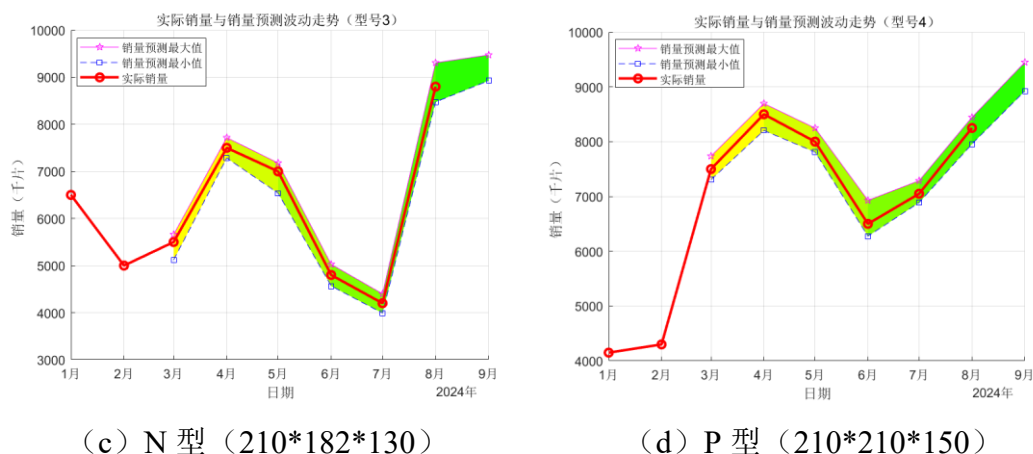 实际销量与销量预测波动走势（型号3）
10000
9000
8000
7000
6000
5000
4000
3000
销量（千片）
销量预测最大值
销量预测最小值
实际销量
1月 2月 3月 4月 5月 6月 7月 8月 9月
日期
2024年
（c）N 型（210*182*130）
实际销量与销量预测波动走势（型号4）
10000
9000
8000
7000
6000
5000
4000
销量（千片）
销量预测最大值
销量预测最小值
实际销量
1月 2月 3月 4月 5月 6月 7月 8月 9月
日期
2024年
（d）P 型（210*210*150）